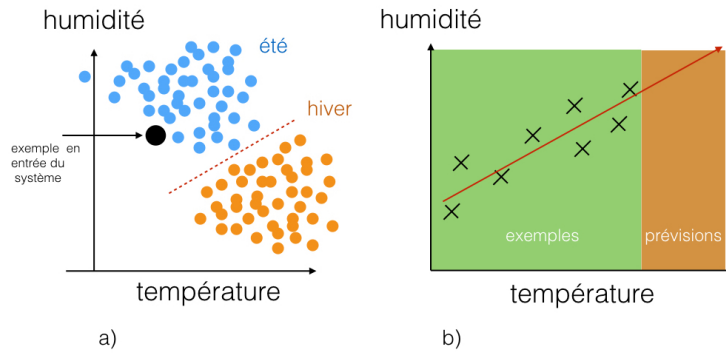 humidité
été
hiver
exemple en
entrée du
système
température
a)
humidité
exemples
prévisions
température
b)